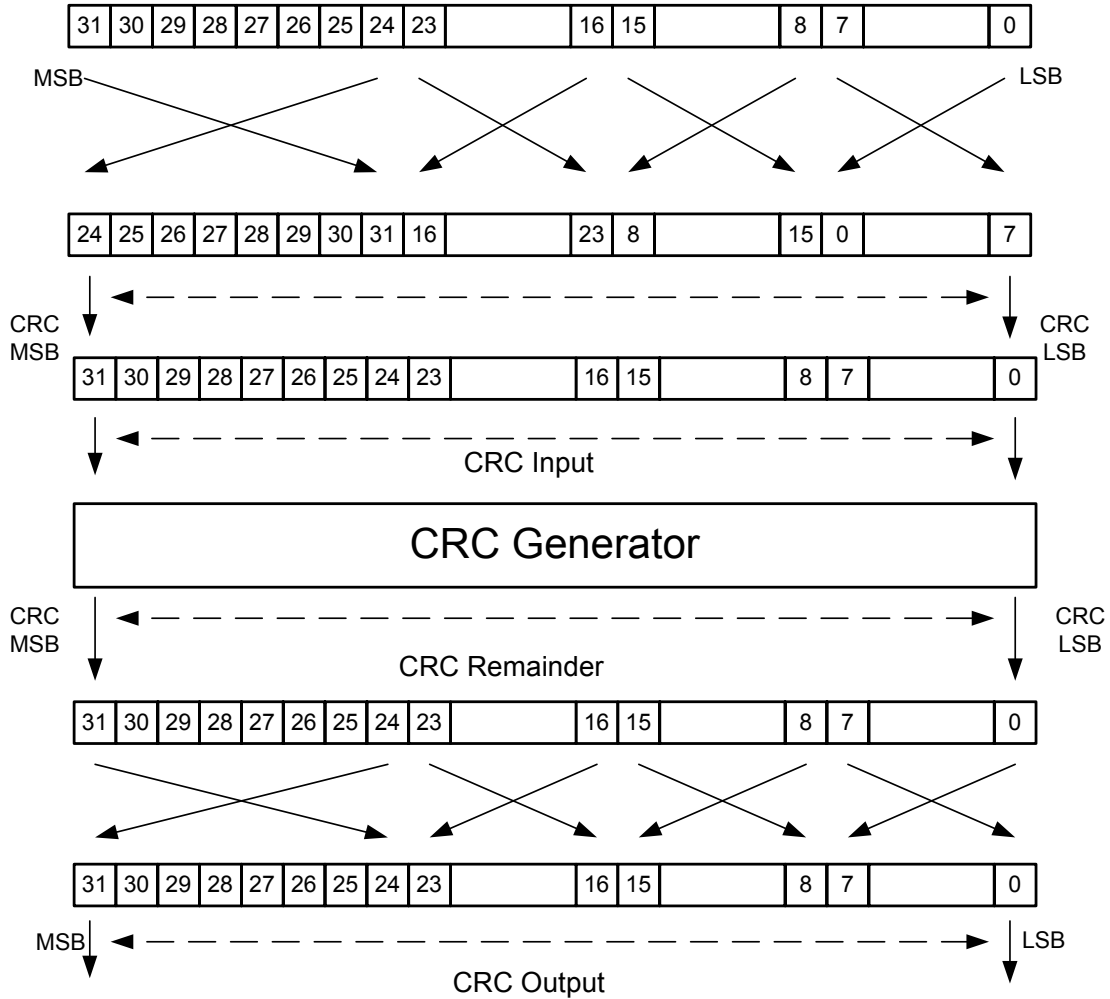 31 30 29 28 27 26 25 24 23 16 15 8 7 0
MSB LSB
24 25 26 27 28 29 30 31 16 23 8 15 0 7
CRC MSB
CRC LSB
31 30 29 28 27 26 25 24 23 16 15 8 7 0
CRC Input
CRC Generator
CRC MSB
CRC LSB
CRC Remainder
31 30 29 28 27 26 25 24 23 16 15 8 7 0
31 30 29 28 27 26 25 24 23 16 15 8 7 0
MSB LSB
CRC Output